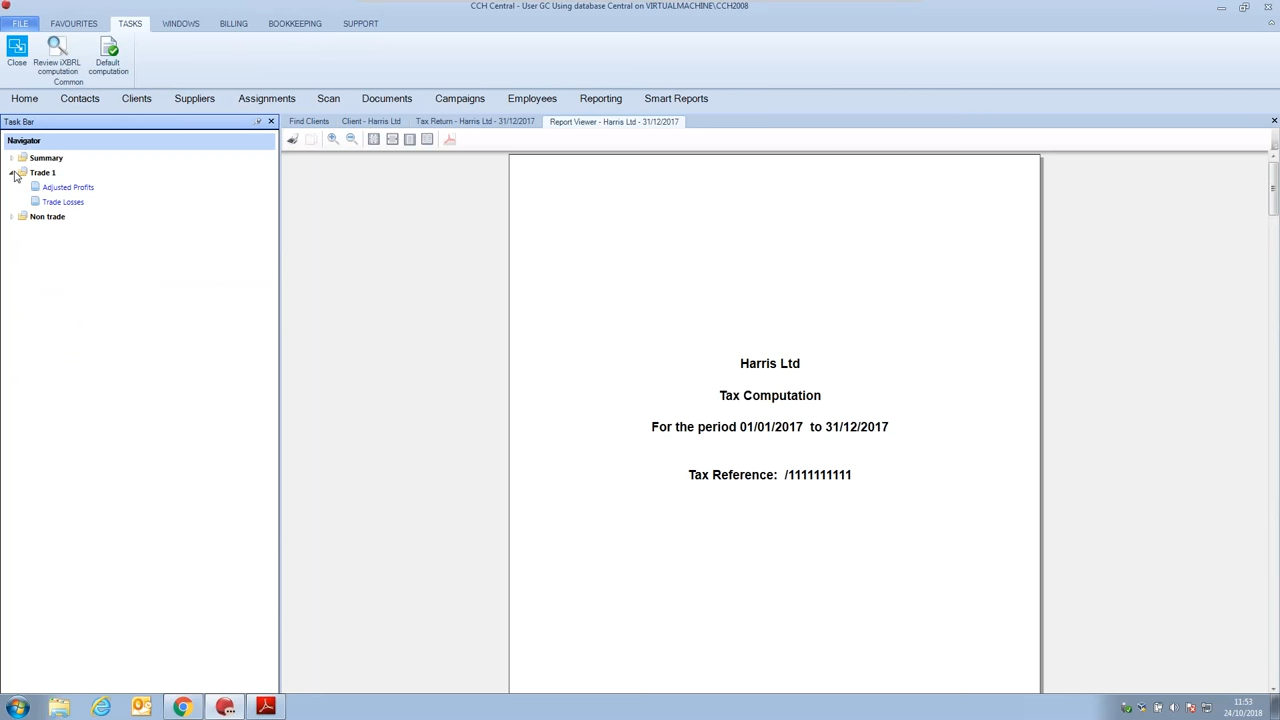 CCH Central - User GC Using database Central on VIRTUALMACHINE\CCH2008
FILE FAVOURITES TASKS WINDOWS BILLING BOOKKEEPING SUPPORT
Close
Review iXBRL
computation
Default
computation
Common
Home Contacts Clients Suppliers Assignments Scan Documents Campaigns Employees Reporting Smart Reports
Task Bar
Find Clients Client - Harris Ltd Tax Return - Harris Ltd - 31/12/2017 Report Viewer - Harris Ltd - 31/12/2017
Navigator
Summary
Trade 1
Adjusted Profits
Trade Losses
Non trade
Harris Ltd
Tax Computation
For the period 01/01/2017 to 31/12/2017
Tax Reference: /1111111111
11:53
24/10/2018